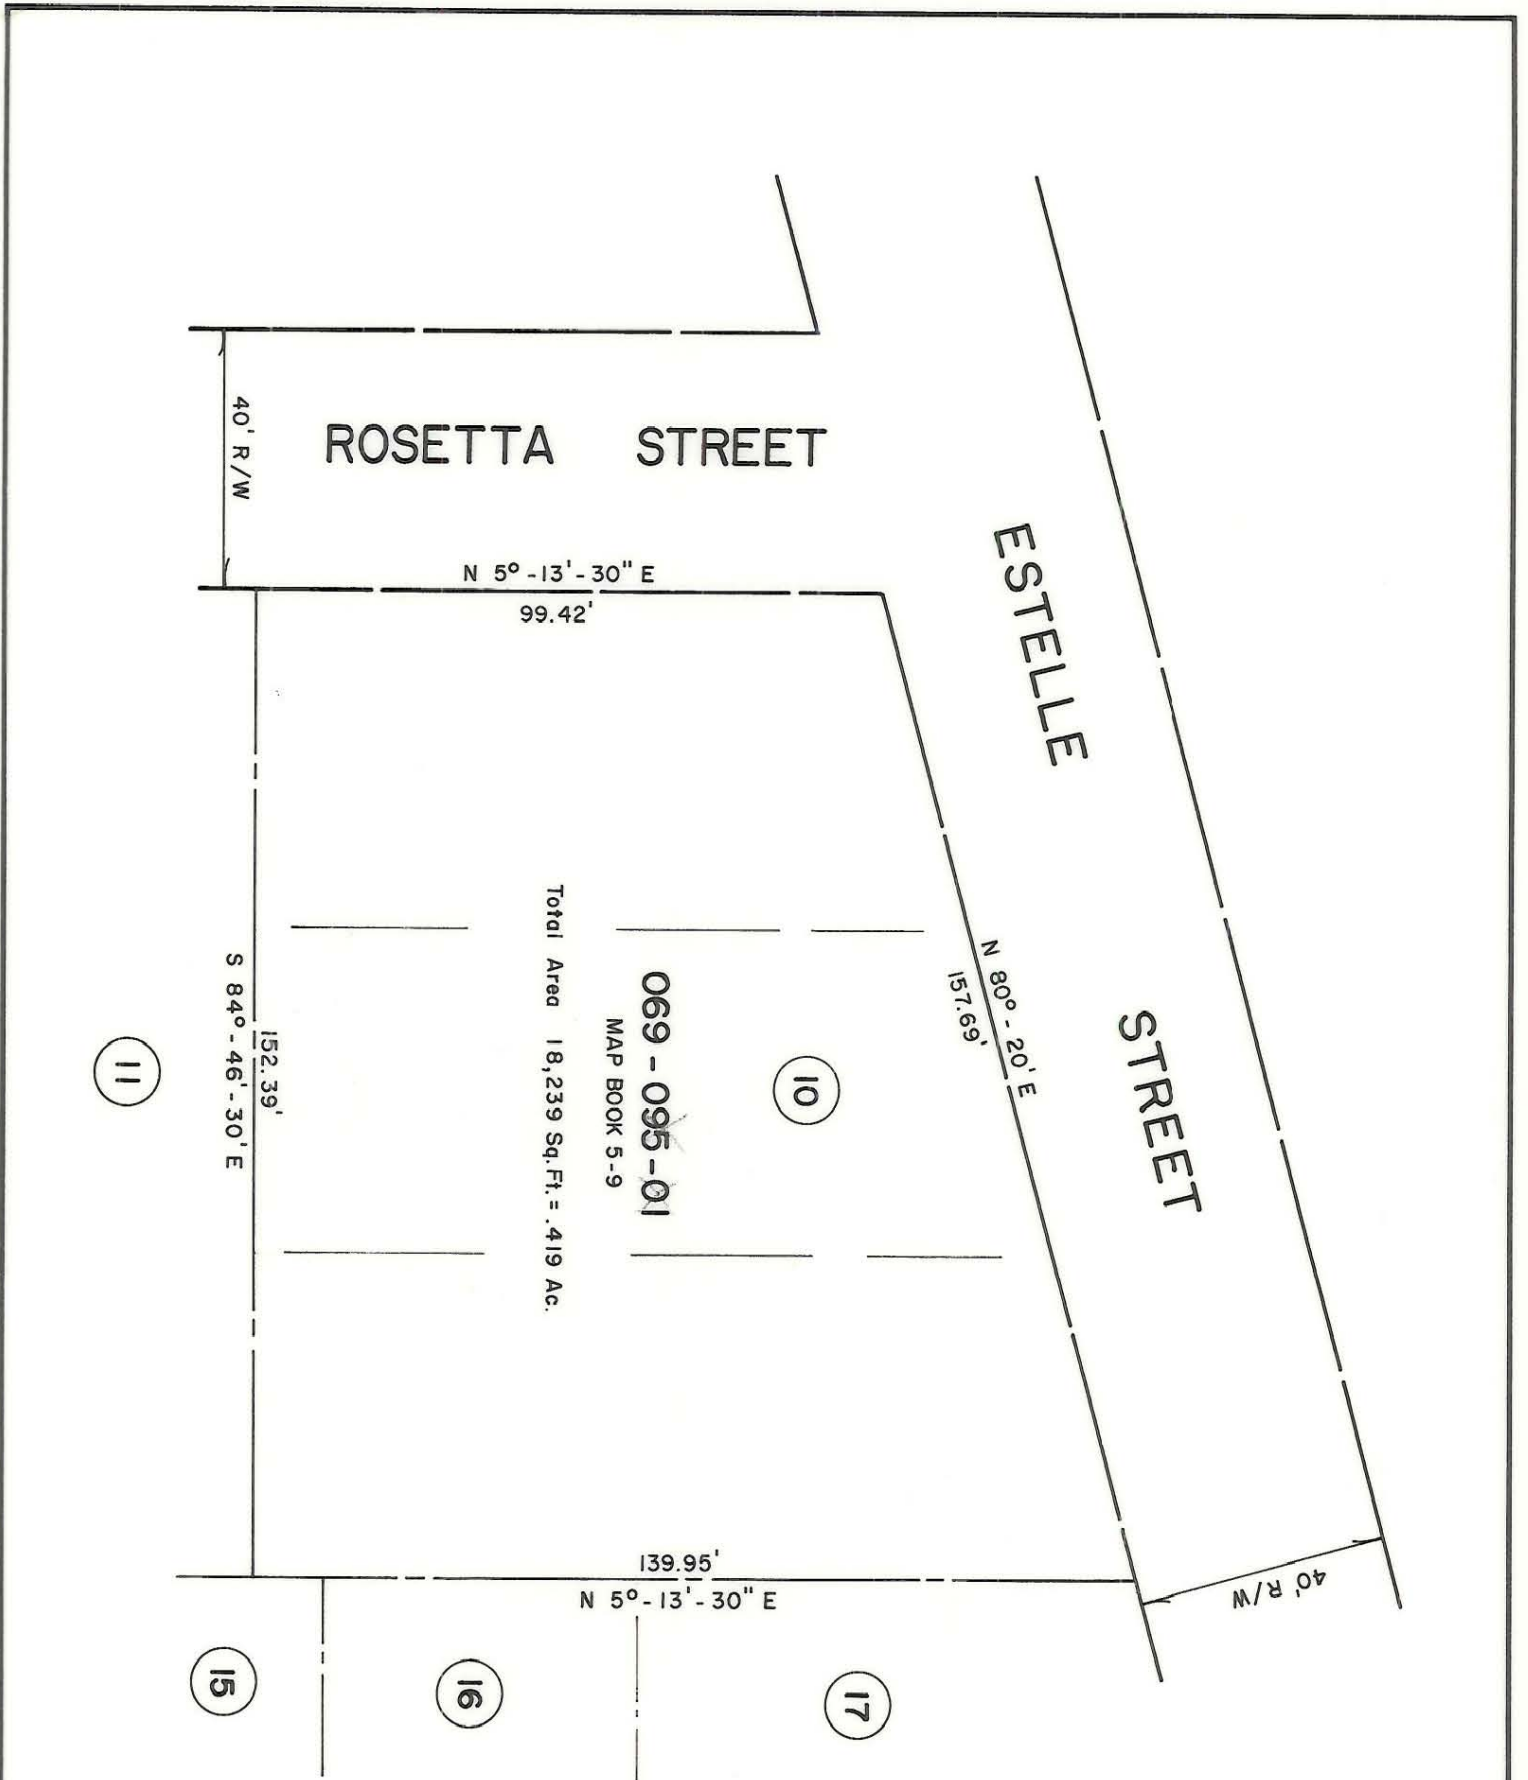 ROSETTA STREET
40' R/W
N 5° -13' - 30" E
99.42'
ESTELLE STREET
N 80° - 20' E
157.69'
40' R/W
10
069 - 095 - 01
MAP BOOK 5-9
Total Area 18,239 Sq.Ft. = .419 Ac.
152.39'
S 84° - 46' - 30' E
11
139.95'
N 5° - 13' - 30" E
15
16
17